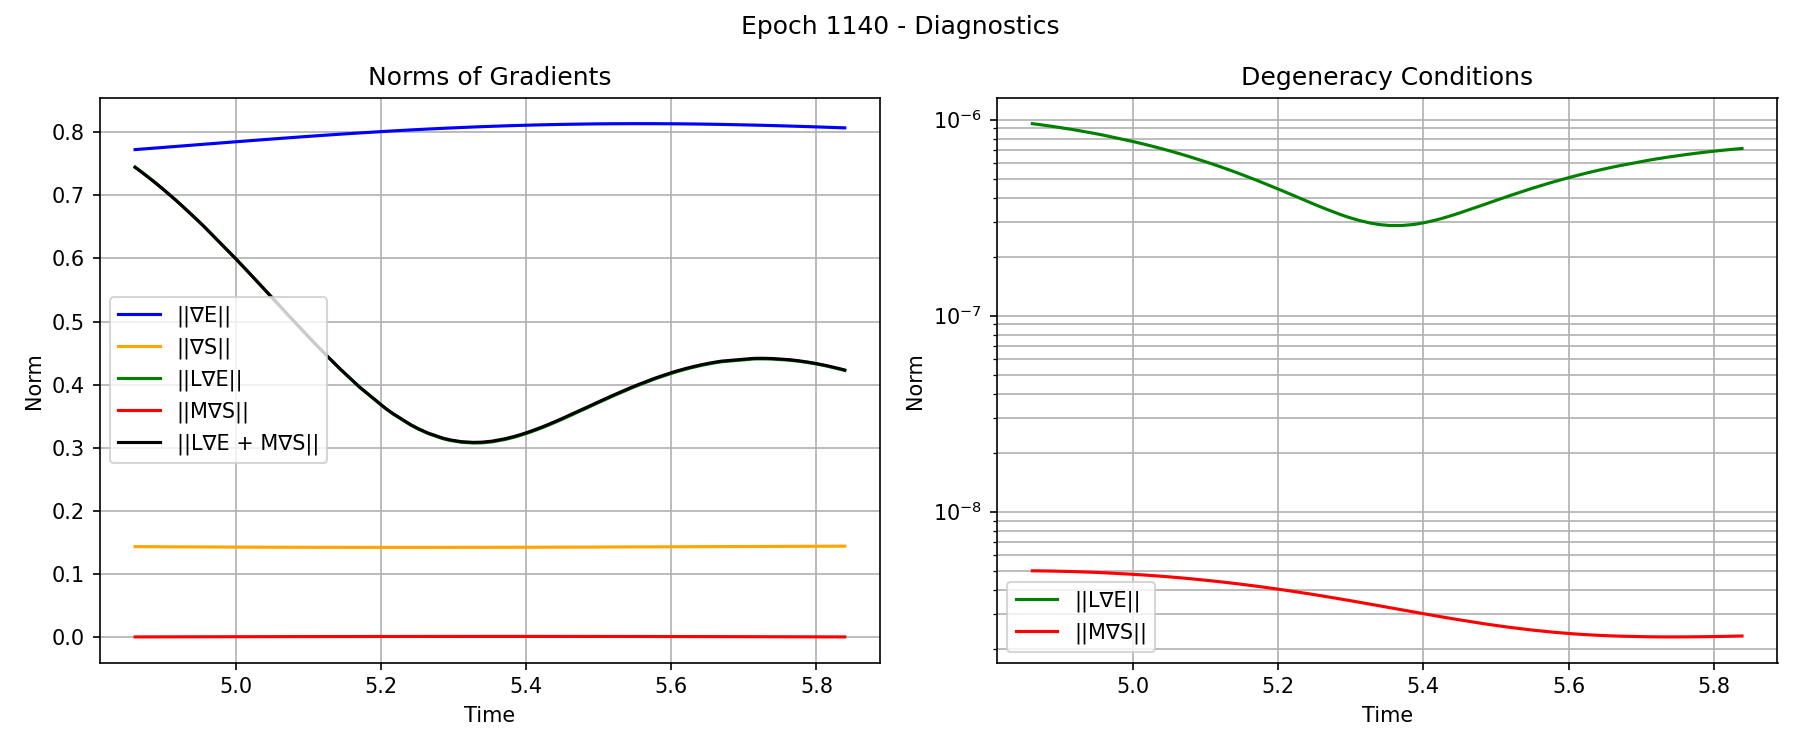 Epoch 1140 - Diagnostics
Norms of Gradients
Norm
0.8
0.7
0.6
0.5
0.4
0.3
0.2
0.1
0.0
||∇E||
||∇S||
||L∇E||
||M∇S||
||L∇E + M∇S||
5.0
5.2
5.4
5.6
5.8
Time
Degeneracy Conditions
Norm
10⁻⁶
10⁻⁷
10⁻⁸
||L∇E||
||M∇S||
5.0
5.2
5.4
5.6
5.8
Time